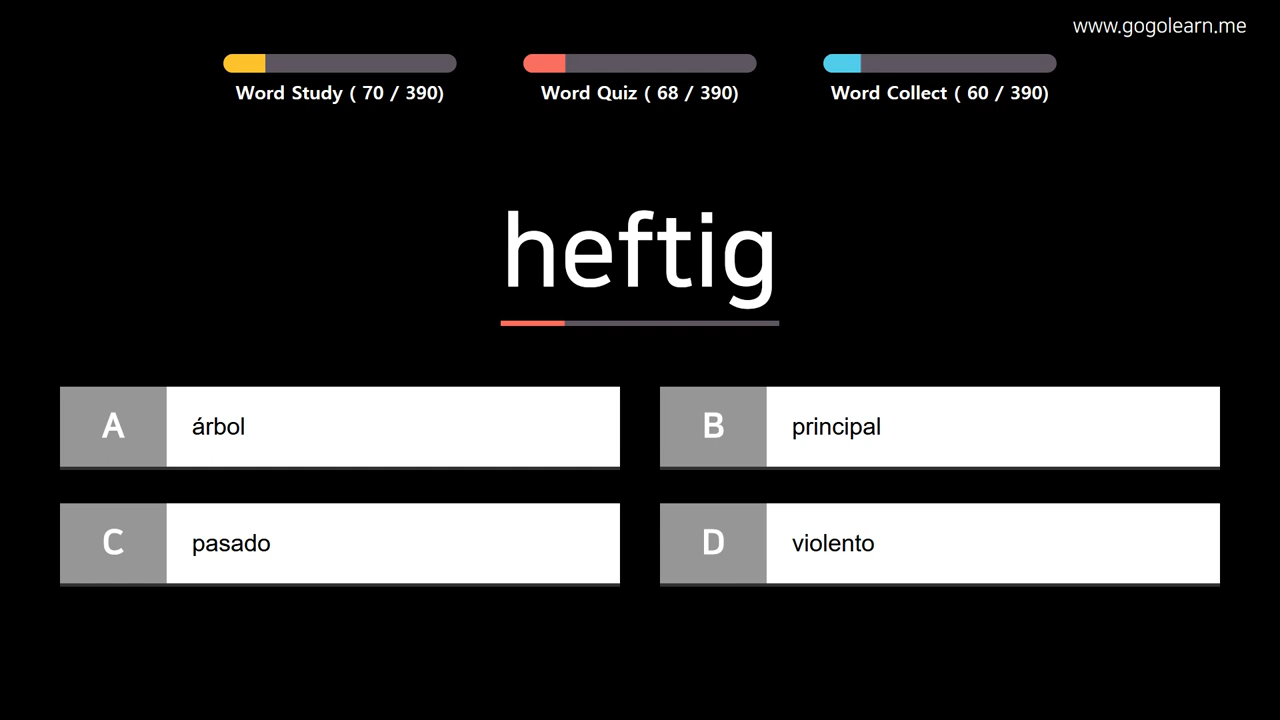 www.gogolearn.me
Word Study ( 70 / 390)
Word Quiz ( 68 / 390)
Word Collect ( 60 / 390)
heftig
A árbol
B principal
C pasado
D violento